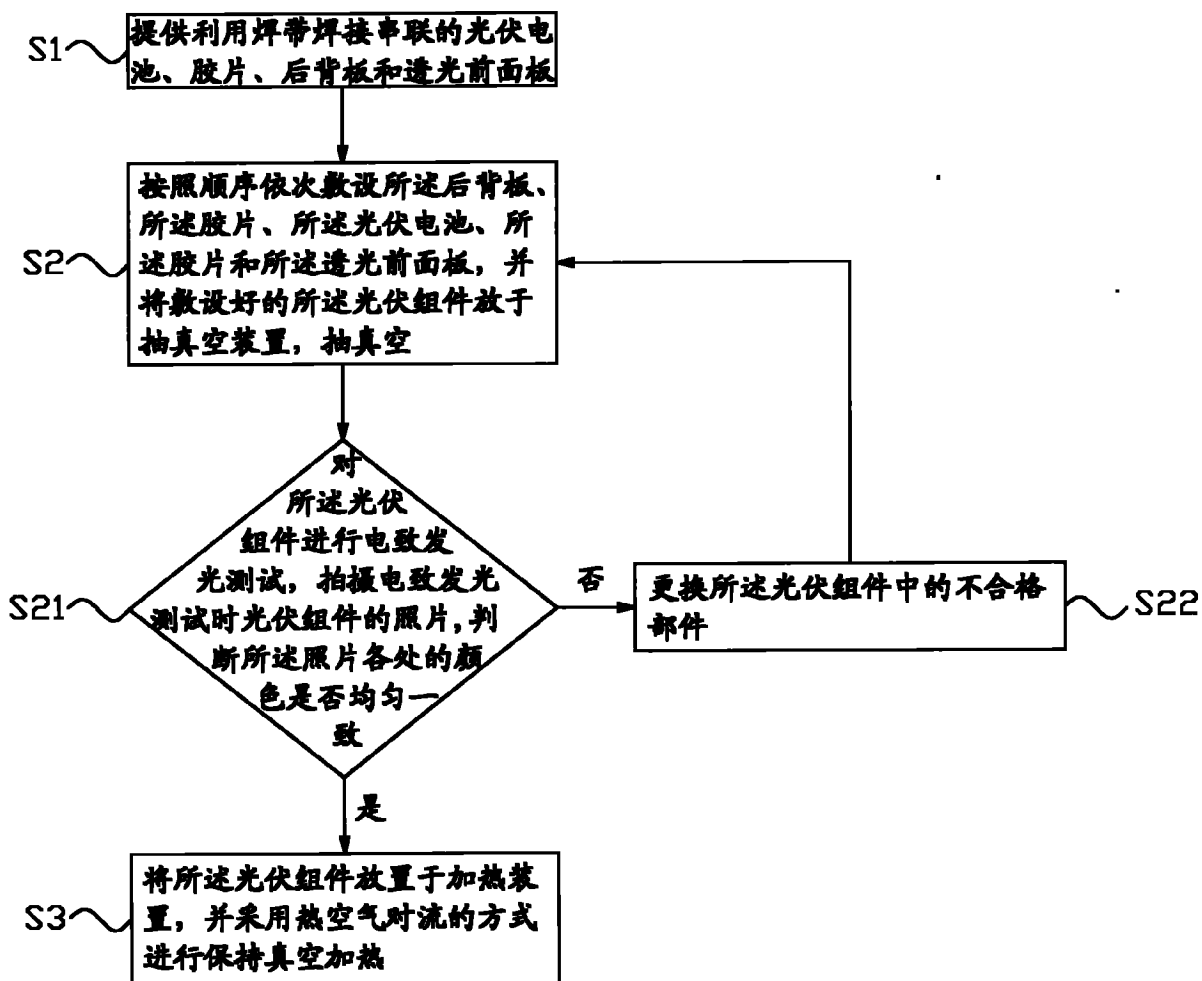 S1
提供利用焊带焊接串联的光伏电
池、胶片、后背板和透光前面板
S2
按照顺序依次敷设所述后背板、
所述胶片、所述光伏电池、所
述胶片和所述透光前面板，并
将敷设好的所述光伏组件放于
抽真空装置，抽真空
S21
对
所述光伏
组件进行电致发
光测试，拍摄电致发光
测试时光伏组件的照片，判
断所述照片各处的颜
色是否均匀一
致
否
更换所述光伏组件中的不合格
部件
S22
是
S3
将所述光伏组件放置于加热装
置，并采用热空气对流的方式
进行保持真空加热